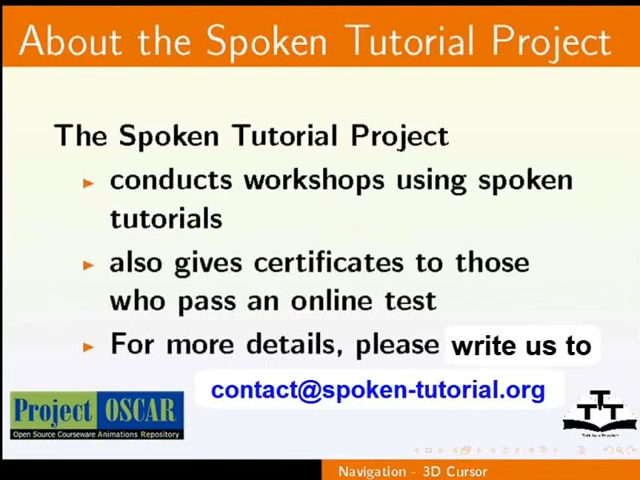 About the Spoken Tutorial Project
The Spoken Tutorial Project
conducts workshops using spoken
tutorials
also gives certificates to those
who pass an online test
For more details, please write us to
contact@spoken-tutorial.org
Project OSCAR
Open Source Courseware Animations Repository
Navigation - 3D Cursor